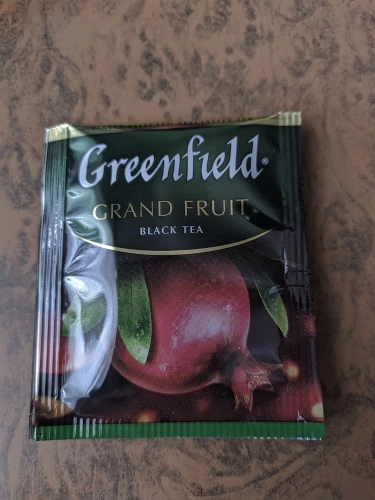 Greenfield®
GRAND FRUIT
BLACK TEA